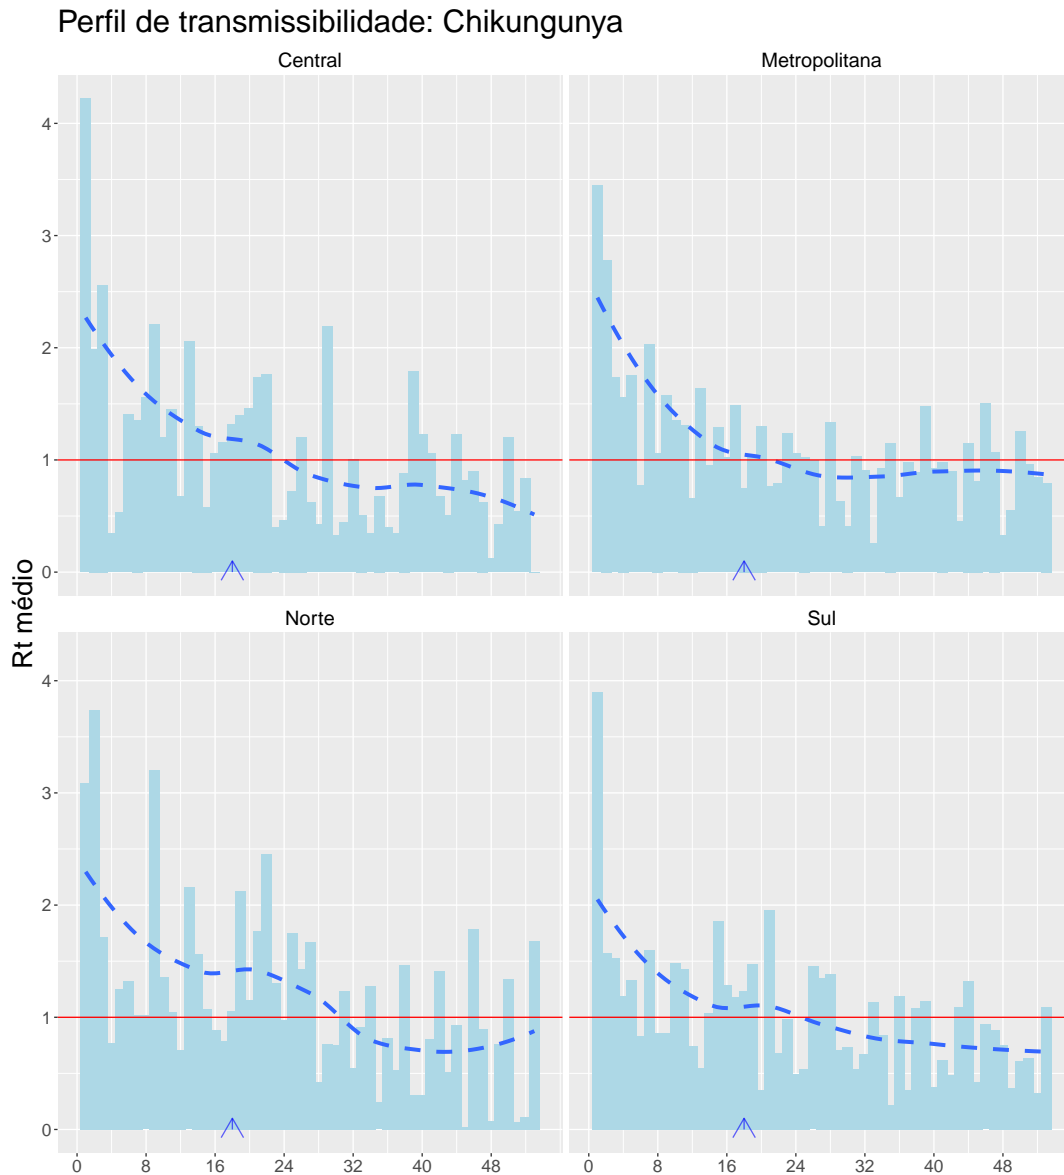 Perfil de transmissibilidade: Chikungunya
Central
Metropolitana
4
3
2
1
0
Rt médio
Norte
Sul
4
3
2
1
0
0 8 16 24 32 40 48
0 8 16 24 32 40 48